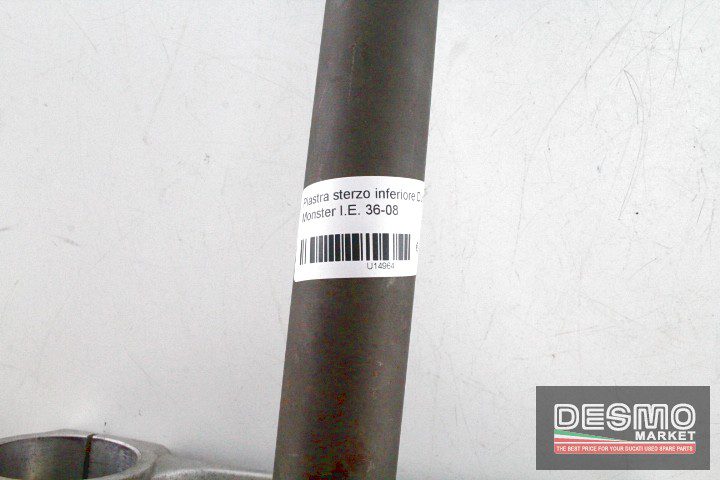 Piastra sterzo inferiore D
Monster I.E. 36-08
U14964
DESMO
MARKET
THE BEST PRICE FOR YOUR DUCATI USED SPARE PARTS